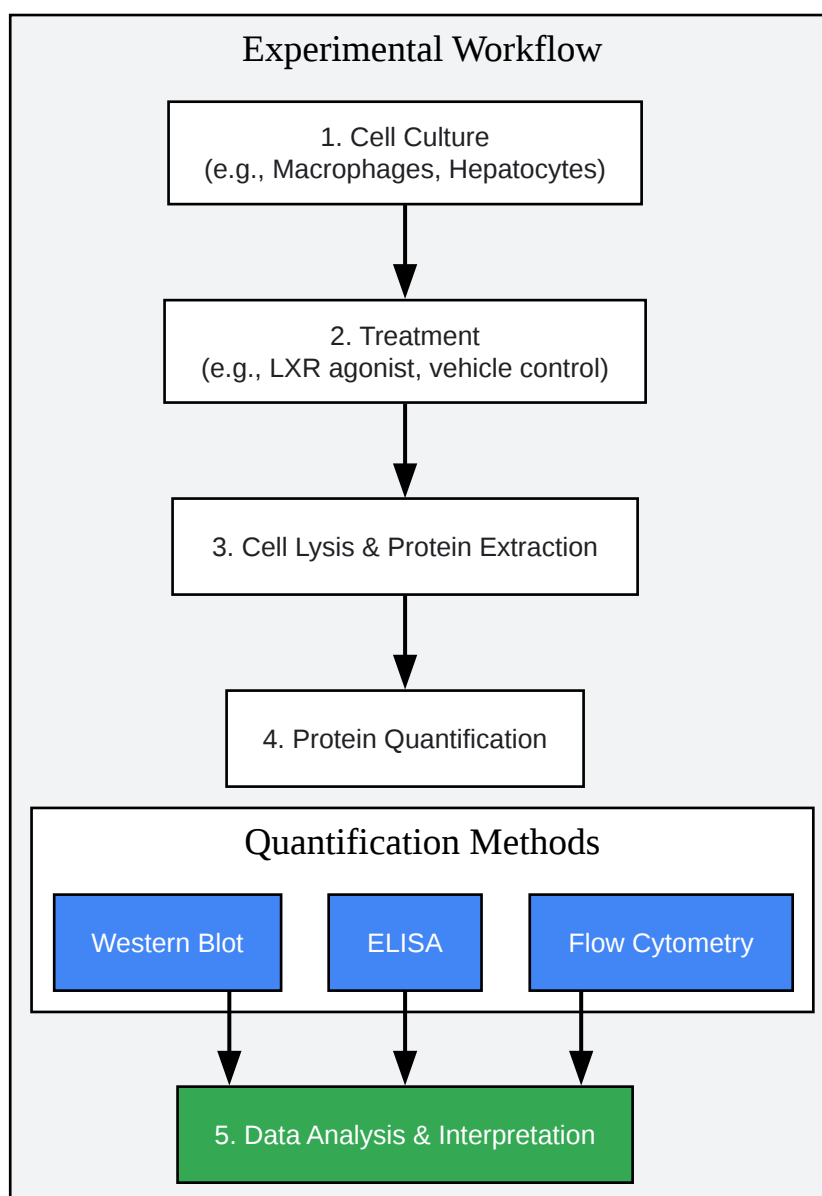 Experimental Workflow
1. Cell Culture
(e.g., Macrophages, Hepatocytes)
2. Treatment
(e.g., LXR agonist, vehicle control)
3. Cell Lysis & Protein Extraction
4. Protein Quantification
Quantification Methods
Western Blot
ELISA
Flow Cytometry
5. Data Analysis & Interpretation